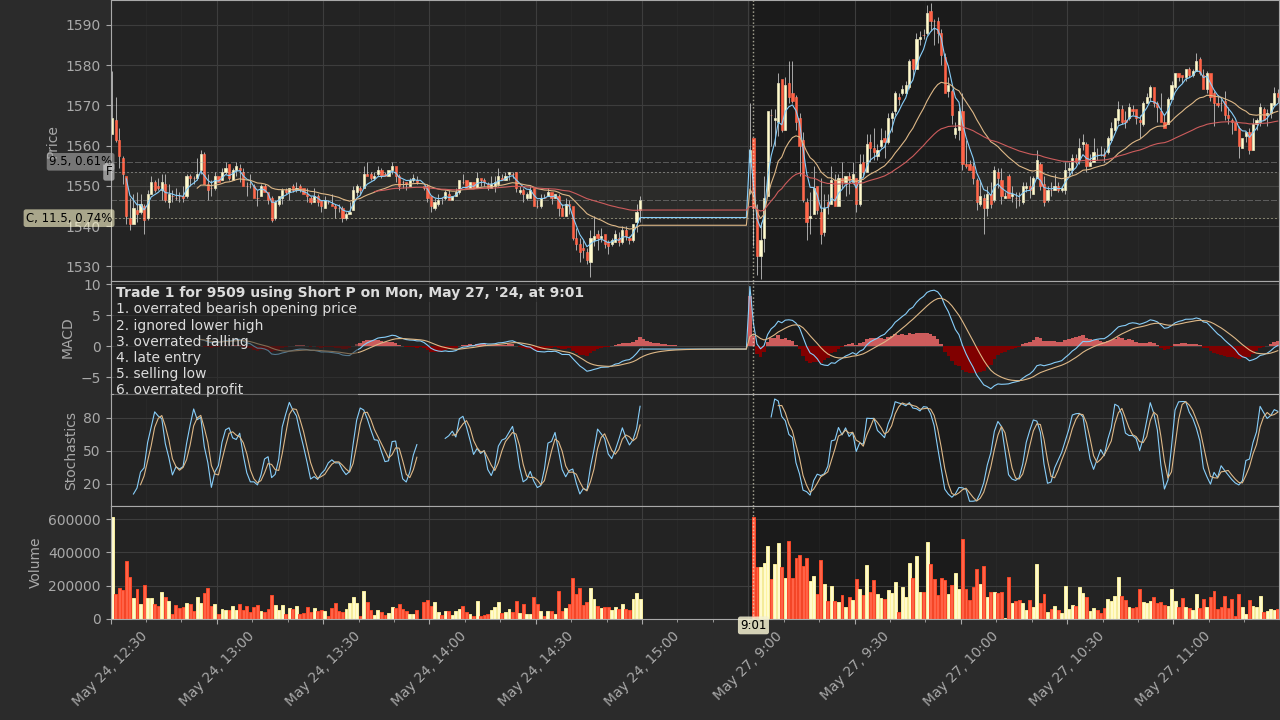 1590
1580
1570
1560
1550
1540
1530
Price
9.5, 0.61%
F
C, 11.5, 0.74%
10
5
0
−5
MACD
Trade 1 for 9509 using Short P on Mon, May 27, '24, at 9:01
1. overrated bearish opening price
2. ignored lower high
3. overrated falling
4. late entry
5. selling low
6. overrated profit
80
50
20
Stochastics
600000
400000
200000
0
Volume
9:01
May 24, 12:30
May 24, 13:00
May 24, 13:30
May 24, 14:00
May 24, 14:30
May 24, 15:00
May 27, 9:00
May 27, 9:30
May 27, 10:00
May 27, 10:30
May 27, 11:00